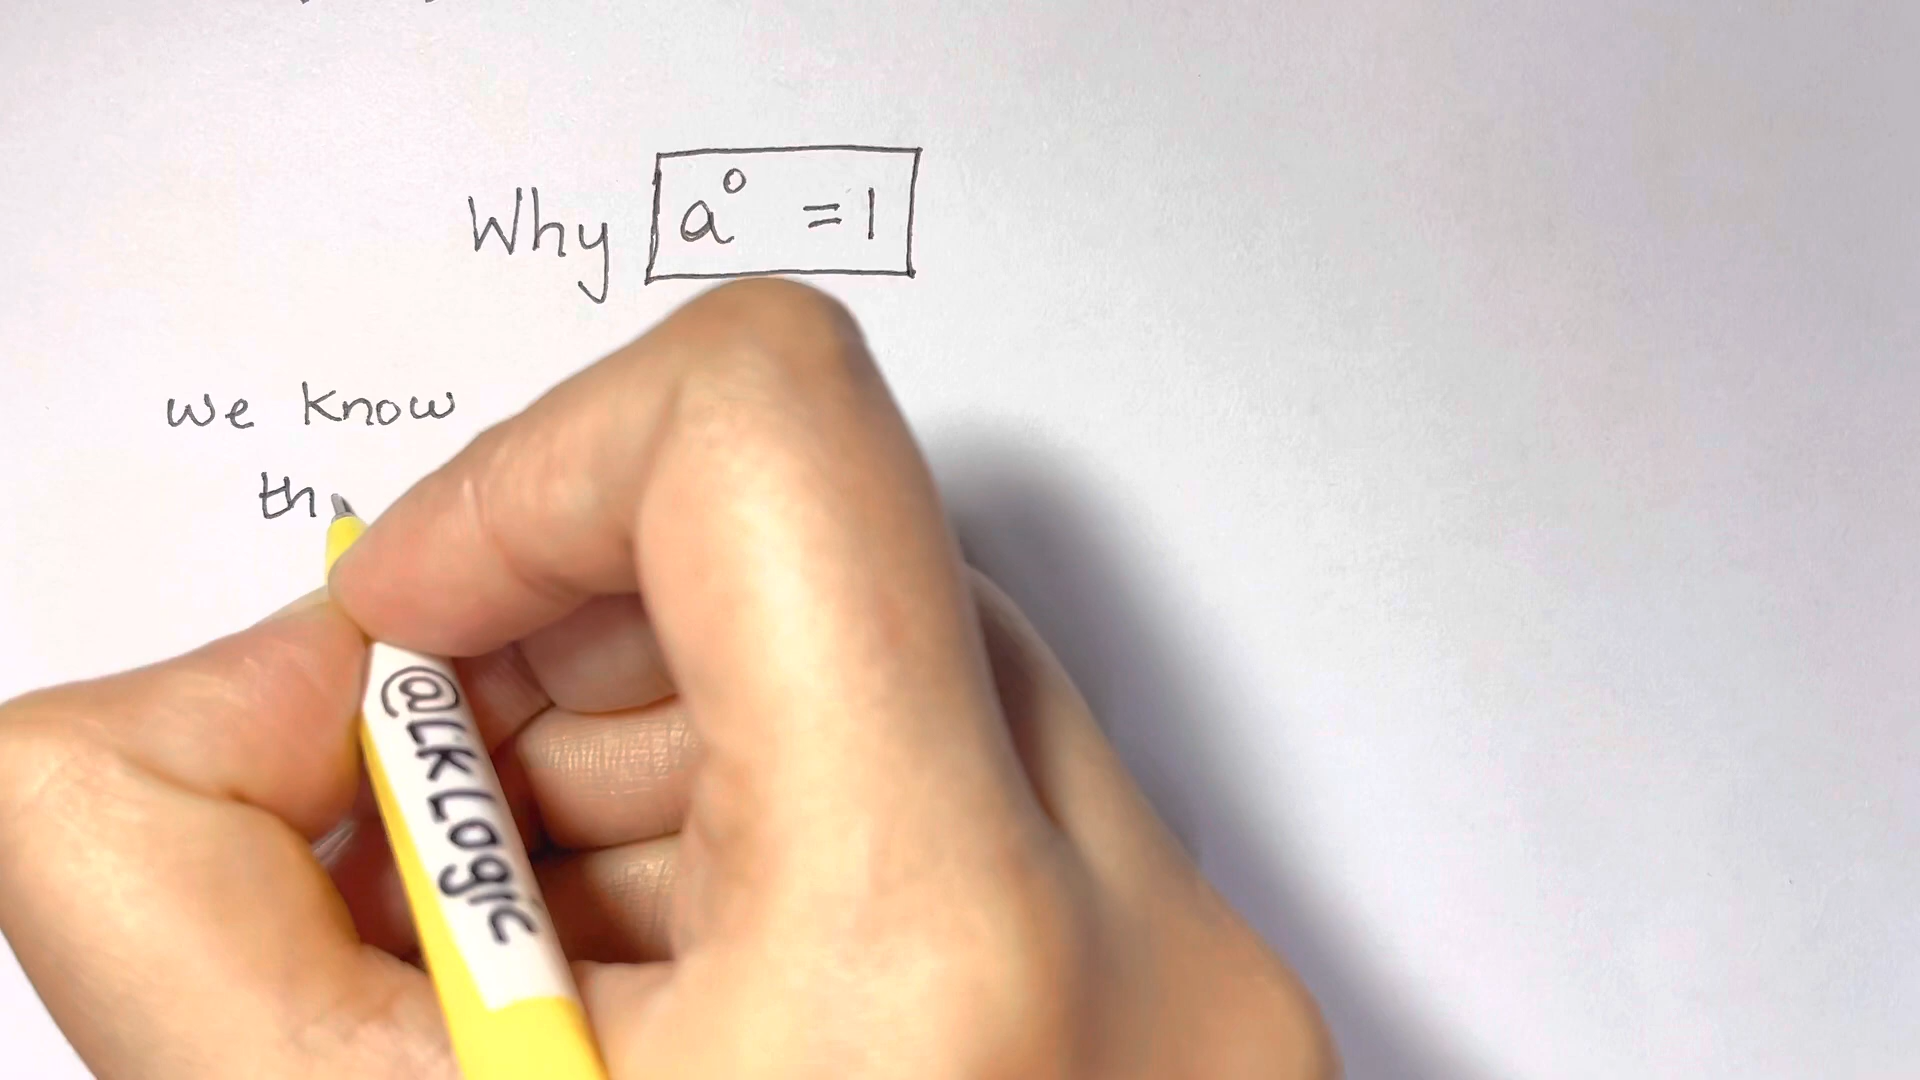 Why a⁰ = 1
we know
th
@LKLogic